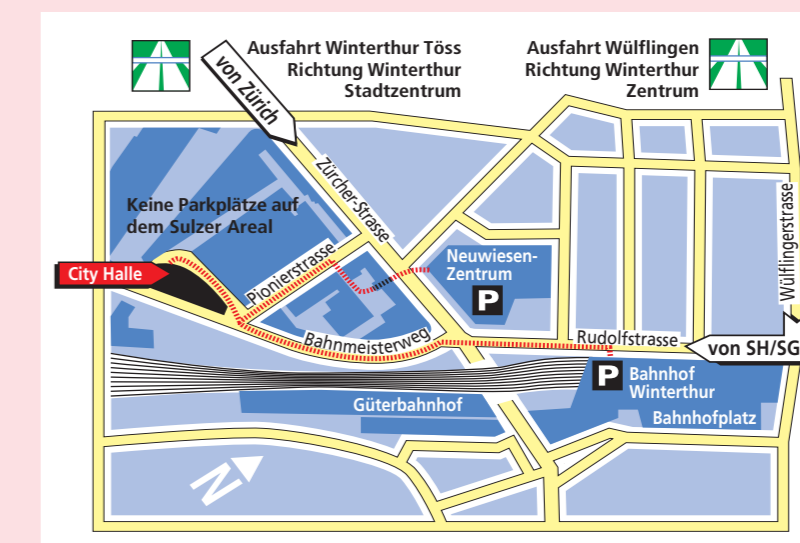 Ausfahrt Winterthur Töss
Richtung Winterthur
Stadtzentrum
Ausfahrt Wülflingen
Richtung Winterthur
Zentrum
von Zürich
Zürcher-Strasse
Keine Parkplätze auf
dem Sulzer Areal
Wülflingerstrasse
City Halle
Pionierstrasse
Neuwiesen-
Zentrum
P
Bahnmeisterweg
Rudolfstrasse
von SH/SG
P
Bahnhof
Winterthur
Güterbahnhof
Bahnhofplatz
N